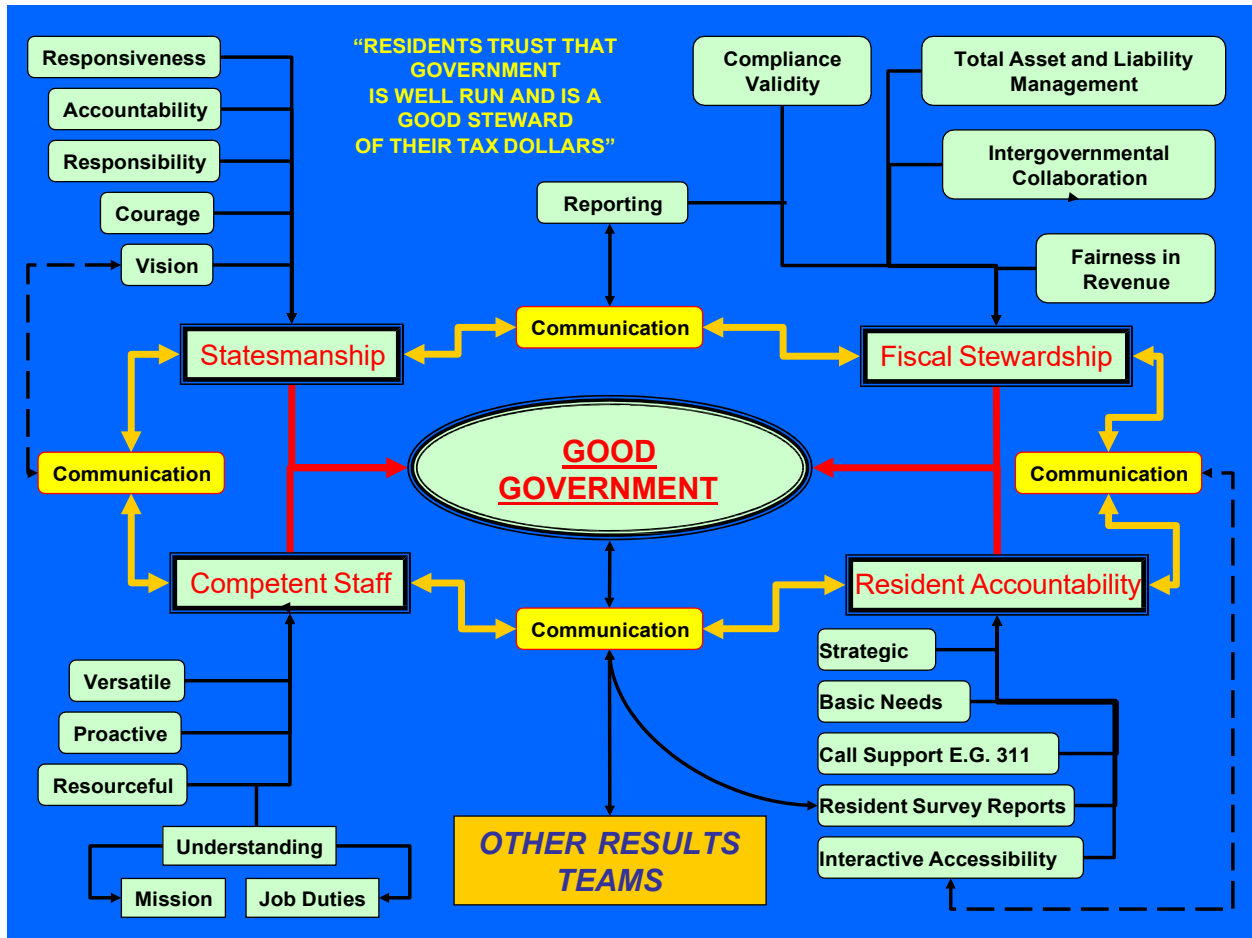 Responsiveness
Accountability
Responsibility
Courage
Vision
“RESIDENTS TRUST THAT
GOVERNMENT
IS WELL RUN AND IS A
GOOD STEWARD
OF THEIR TAX DOLLARS”
Compliance
Validity
Total Asset and Liability
Management
Intergovernmental
Collaboration
Reporting
Fairness in
Revenue
Communication
Statesmanship
Fiscal Stewardship
Communication
GOOD
GOVERNMENT
Communication
Competent Staff
Resident Accountability
Communication
Versatile
Proactive
Resourceful
Understanding
Mission
Job Duties
Strategic
Basic Needs
Call Support E.G. 311
Resident Survey Reports
Interactive Accessibility
OTHER RESULTS
TEAMS